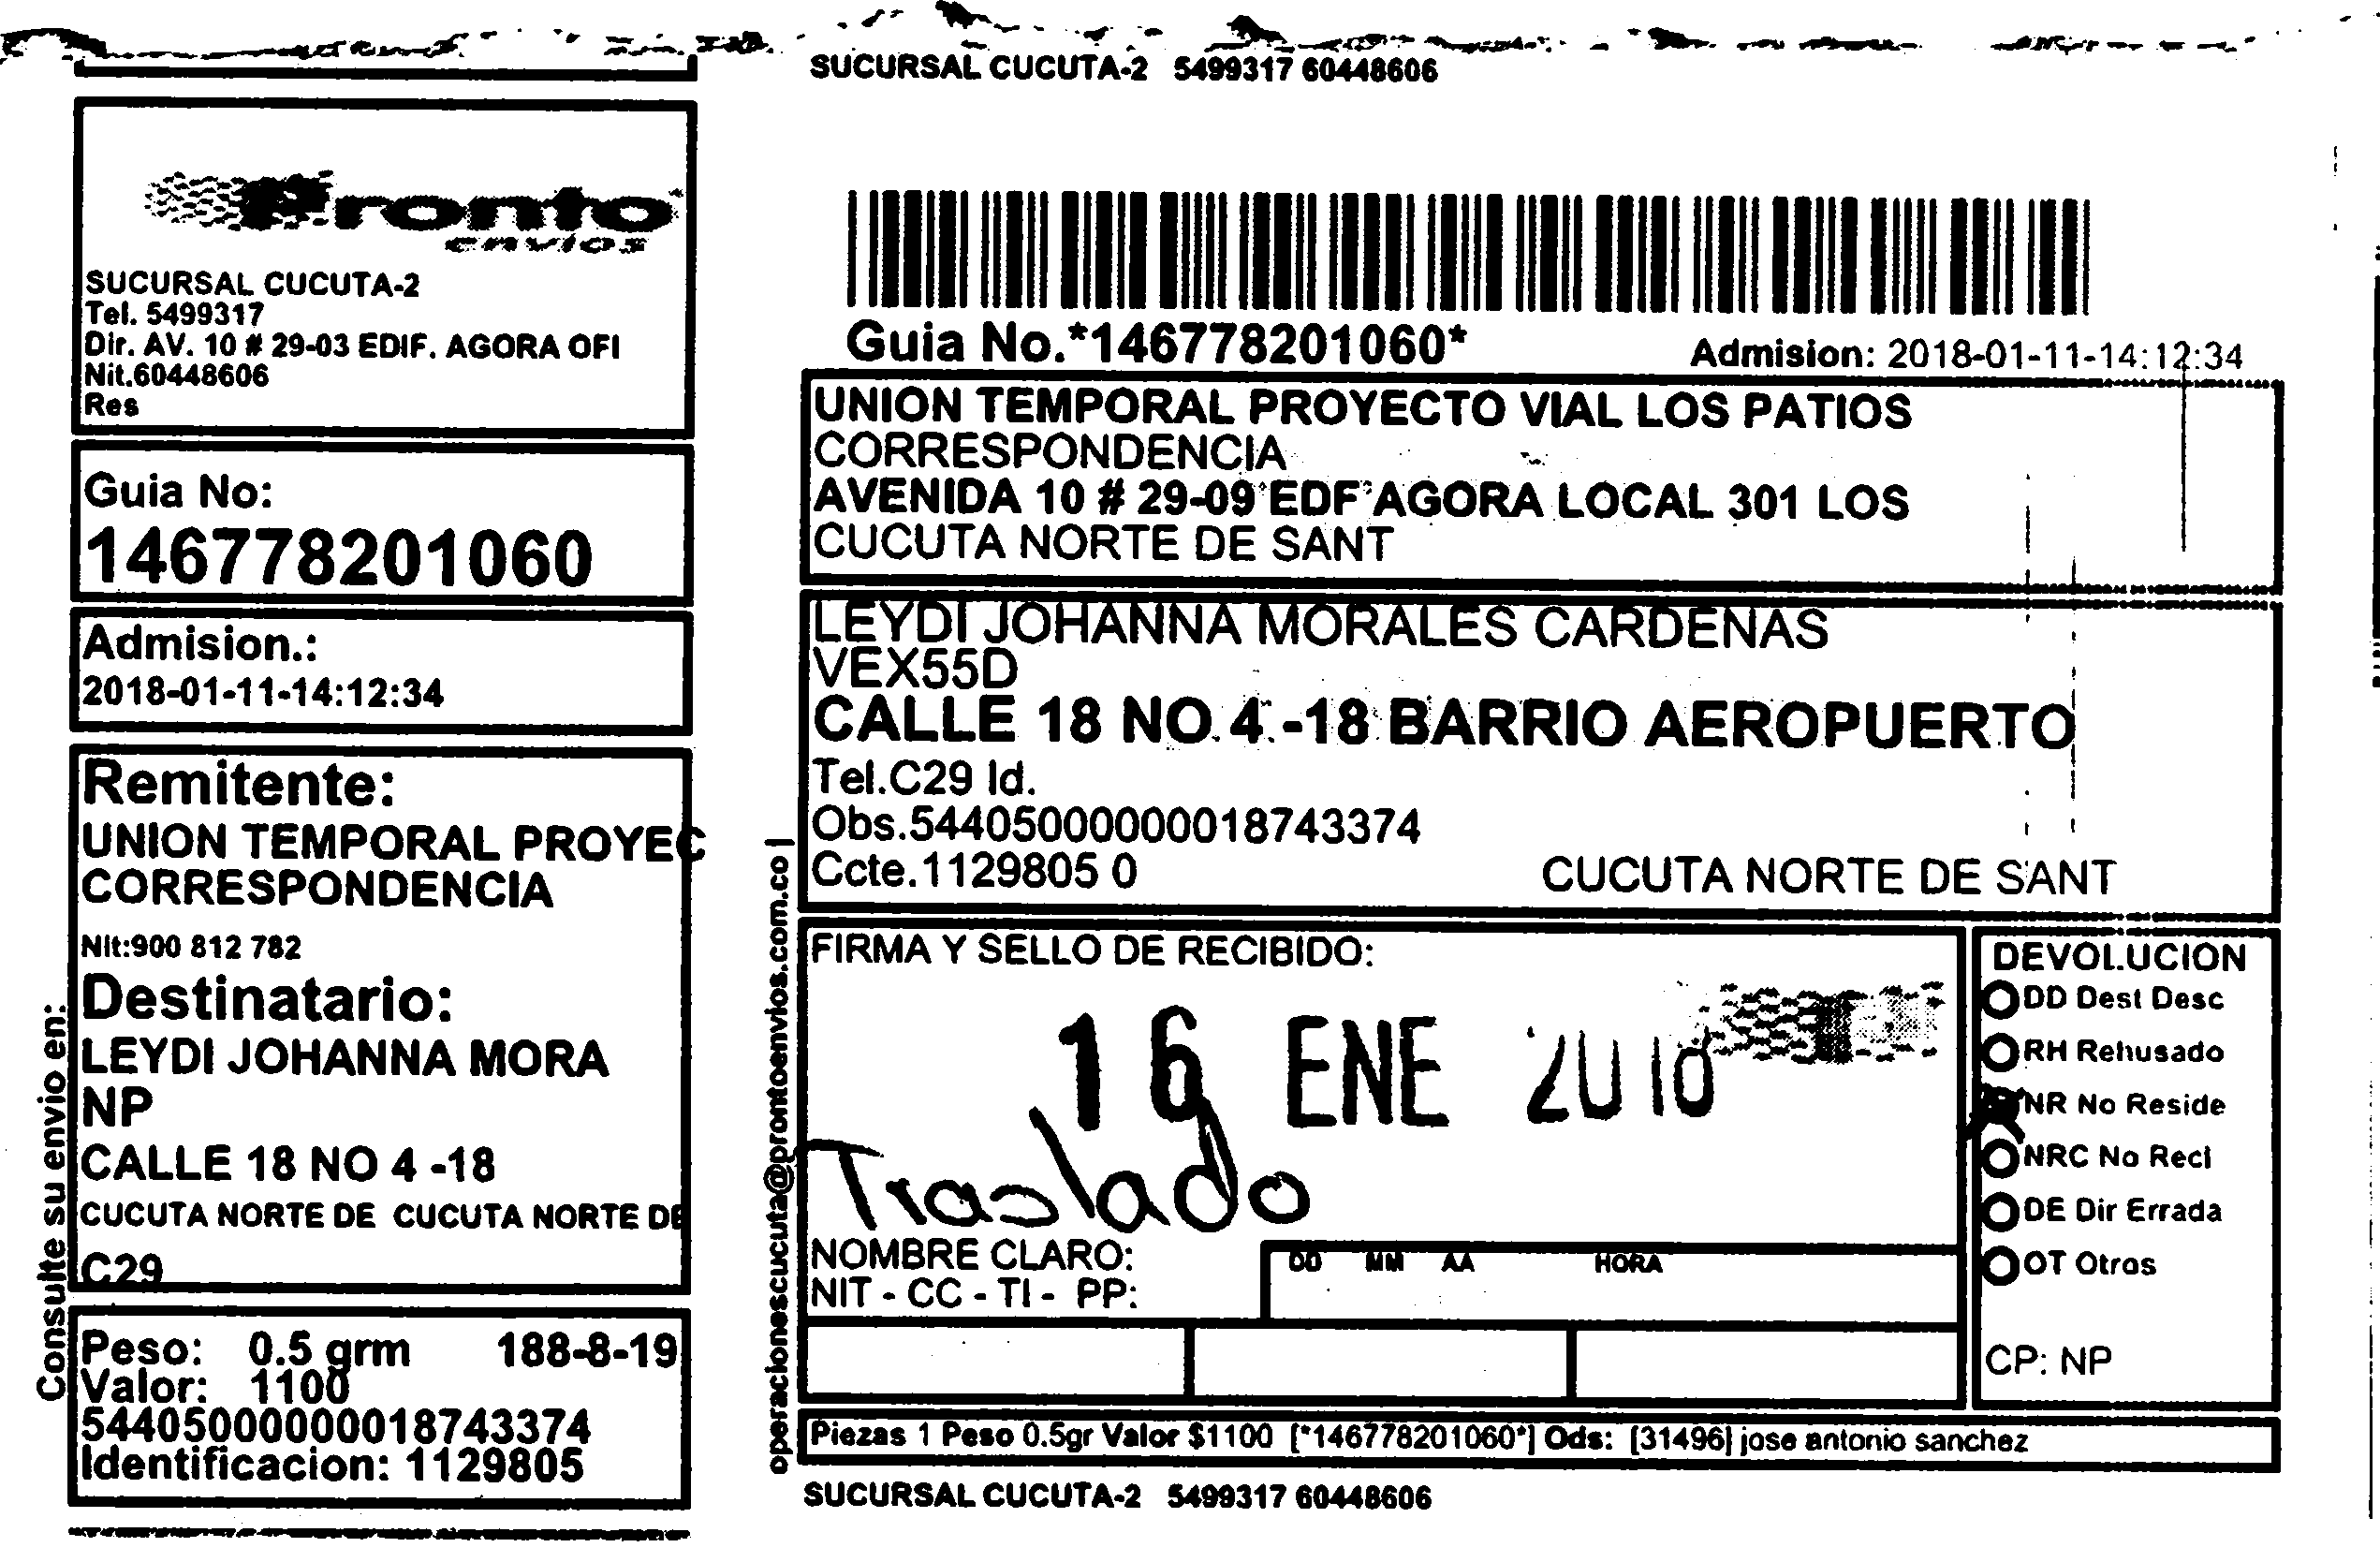 SUCURSAL CUCUTA-2 5499317 60448606
Pronto
envios
SUCURSAL CUCUTA-2
Tel. 5499317
Dir. AV. 10 # 29-03 EDIF. AGORA OFI
Nit.60448606
Res
Guia No:
146778201060
Admision.:
2018-01-11-14:12:34
Remitente:
UNION TEMPORAL PROYEC
CORRESPONDENCIA
Nit:900 812 782
Destinatario:
LEYDI JOHANNA MORA
NP
CALLE 18 NO 4 -18
CUCUTA NORTE DE CUCUTA NORTE DE
C29
Peso: 0.5 grm 188-8-19
Valor: 1100
54405000000018743374
Identificacion: 1129805
Consulte su envio en:
operacionescucuta@prontoenvios.com.co |
Guia No.*146778201060*
Admision: 2018-01-11-14:12:34
UNION TEMPORAL PROYECTO VIAL LOS PATIOS
CORRESPONDENCIA
AVENIDA 10 # 29-09 EDF AGORA LOCAL 301 LOS
CUCUTA NORTE DE SANT
LEYDI JOHANNA MORALES CARDENAS
VEX55D
CALLE 18 NO 4 -18 BARRIO AEROPUERTO
Tel.C29 Id.
Obs.54405000000018743374
Ccte.1129805 0 CUCUTA NORTE DE SANT
FIRMA Y SELLO DE RECIBIDO:
16 ENE
Traslado
NOMBRE CLARO:
NIT - CC - TI - PP:
DD MM AA HORA
DEVOLUCION
DD Dest Desc
RH Rehusado
NR No Reside
NRC No Recl
DE Dir Errada
OT Otros
CP: NP
Piezas 1 Peso 0.5gr Valor $1100 [*146778201060*] Ods: [31496] jose antonio sanchez
SUCURSAL CUCUTA-2 5499317 60448606